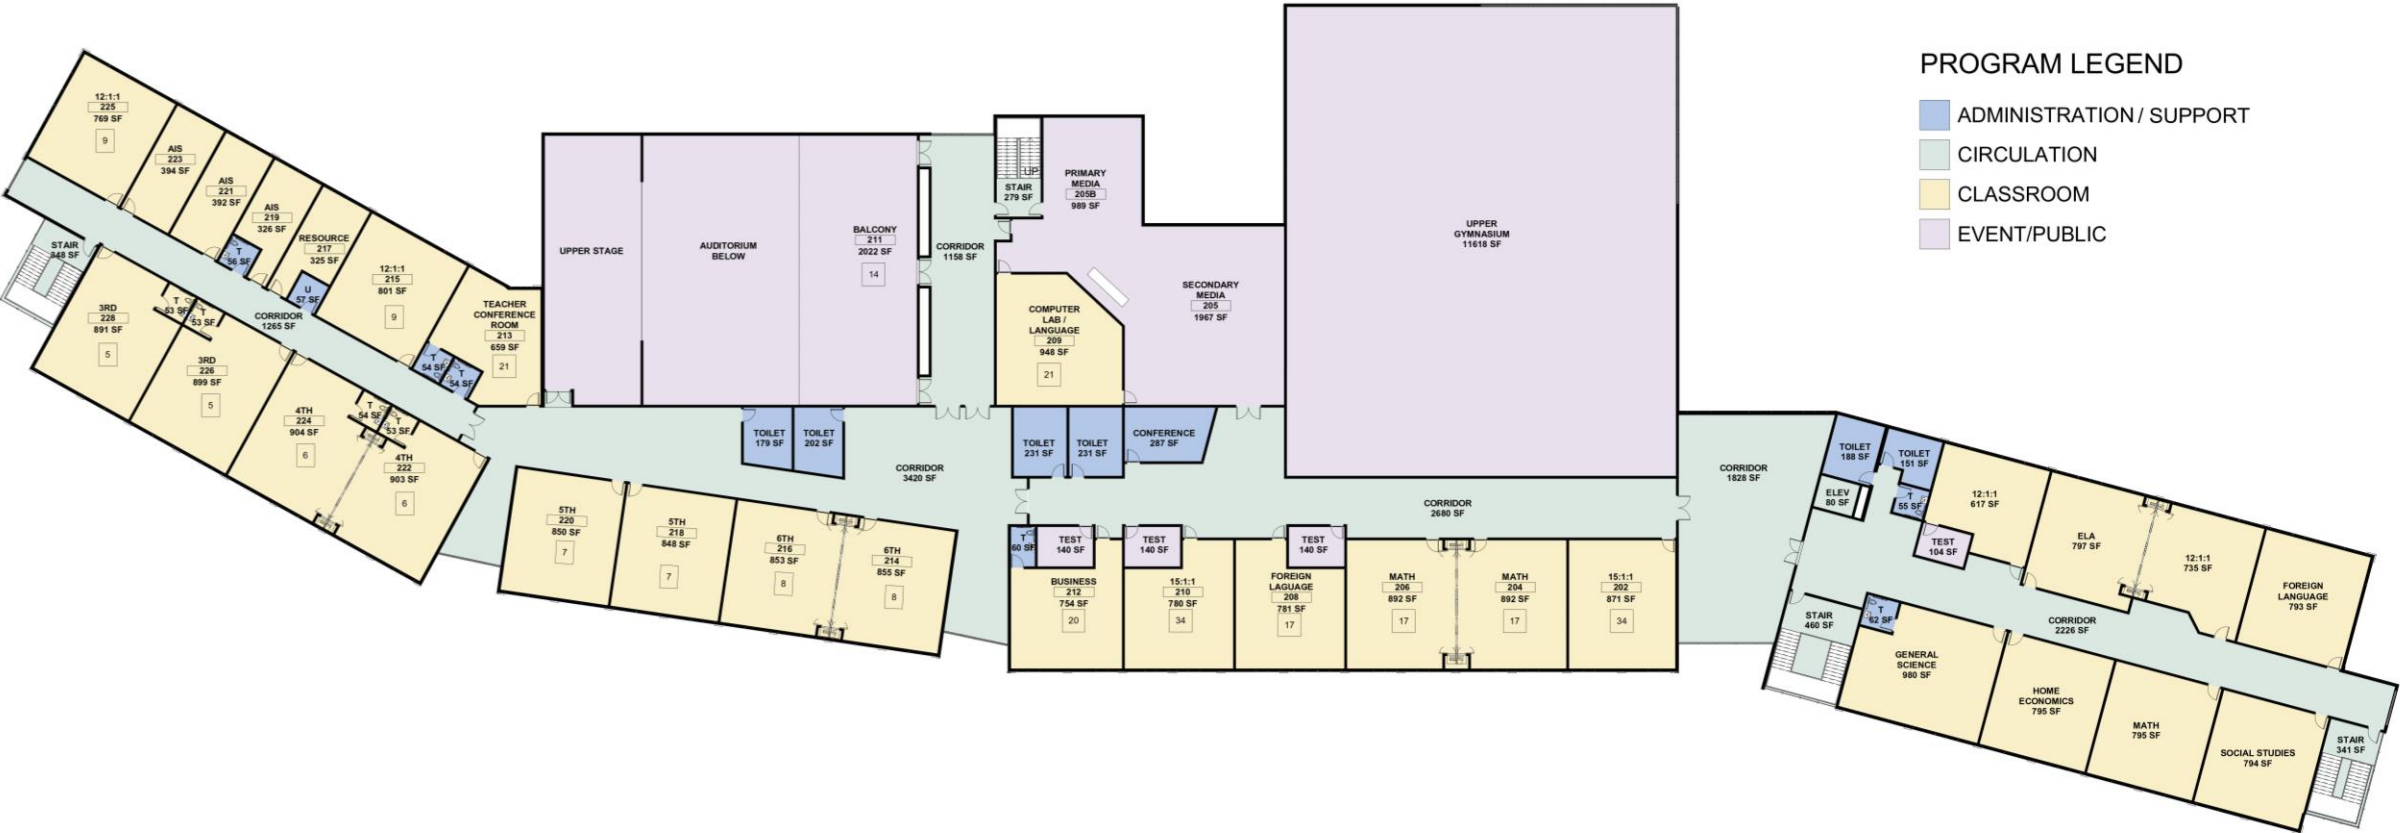 PROGRAM LEGEND
ADMINISTRATION / SUPPORT
CIRCULATION
CLASSROOM
EVENT/PUBLIC
12:1:1
225
769 SF
9
AIS
223
394 SF
AIS
221
392 SF
AIS
219
326 SF
T
56 SF
RESOURCE
217
325 SF
U
57 SF
12:1:1
215
801 SF
9
TEACHER
CONFERENCE
ROOM
213
659 SF
21
T
54 SF
T
54 SF
STAIR
348 SF
CORRIDOR
1265 SF
3RD
228
891 SF
5
T
53 SF
T
53 SF
3RD
226
899 SF
5
4TH
224
904 SF
6
T
54 SF
T
53 SF
4TH
222
903 SF
6
UPPER STAGE
AUDITORIUM
BELOW
BALCONY
211
2022 SF
14
CORRIDOR
1158 SF
UP
STAIR
279 SF
PRIMARY
MEDIA
205B
989 SF
SECONDARY
MEDIA
205
1967 SF
COMPUTER
LAB /
LANGUAGE
209
948 SF
21
UPPER
GYMNASIUM
11618 SF
TOILET
179 SF
TOILET
202 SF
CORRIDOR
3420 SF
TOILET
231 SF
TOILET
231 SF
CONFERENCE
287 SF
5TH
220
850 SF
7
5TH
218
848 SF
7
6TH
216
853 SF
8
6TH
214
855 SF
8
CORRIDOR
2680 SF
T
60 SF
TEST
140 SF
BUSINESS
212
754 SF
20
TEST
140 SF
15:1:1
210
780 SF
34
TEST
140 SF
FOREIGN
LAGUAGE
208
781 SF
17
MATH
206
892 SF
17
MATH
204
892 SF
17
15:1:1
202
871 SF
34
CORRIDOR
1828 SF
TOILET
188 SF
TOILET
151 SF
ELEV
80 SF
T
55 SF
12:1:1
617 SF
TEST
104 SF
ELA
797 SF
12:1:1
735 SF
FOREIGN
LANGUAGE
793 SF
STAIR
460 SF
T
62 SF
CORRIDOR
2226 SF
GENERAL
SCIENCE
980 SF
HOME
ECONOMICS
795 SF
MATH
795 SF
SOCIAL STUDIES
794 SF
STAIR
341 SF